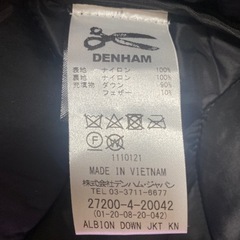 DENHAM
表地 ナイロン 100%
裏地 ナイロン 100%
充填物 ダウン 90%
フェザー 10%
1110121
MADE IN VIETNAM
株式会社デンハム・ジャパン
TEL 03-3711-6677
27200-4-20042
(01-20-08-20-042)
ALBION DOWN JKT KN